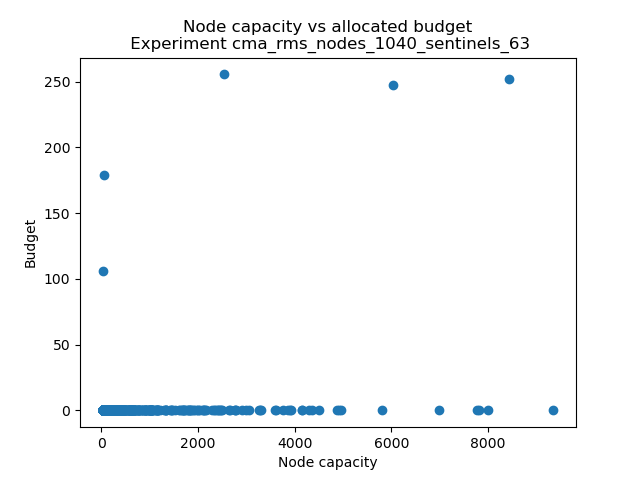 Node capacity vs allocated budget
Experiment cma_rms_nodes_1040_sentinels_63
250
200
150
100
50
0
Budget
0 2000 4000 6000 8000
Node capacity